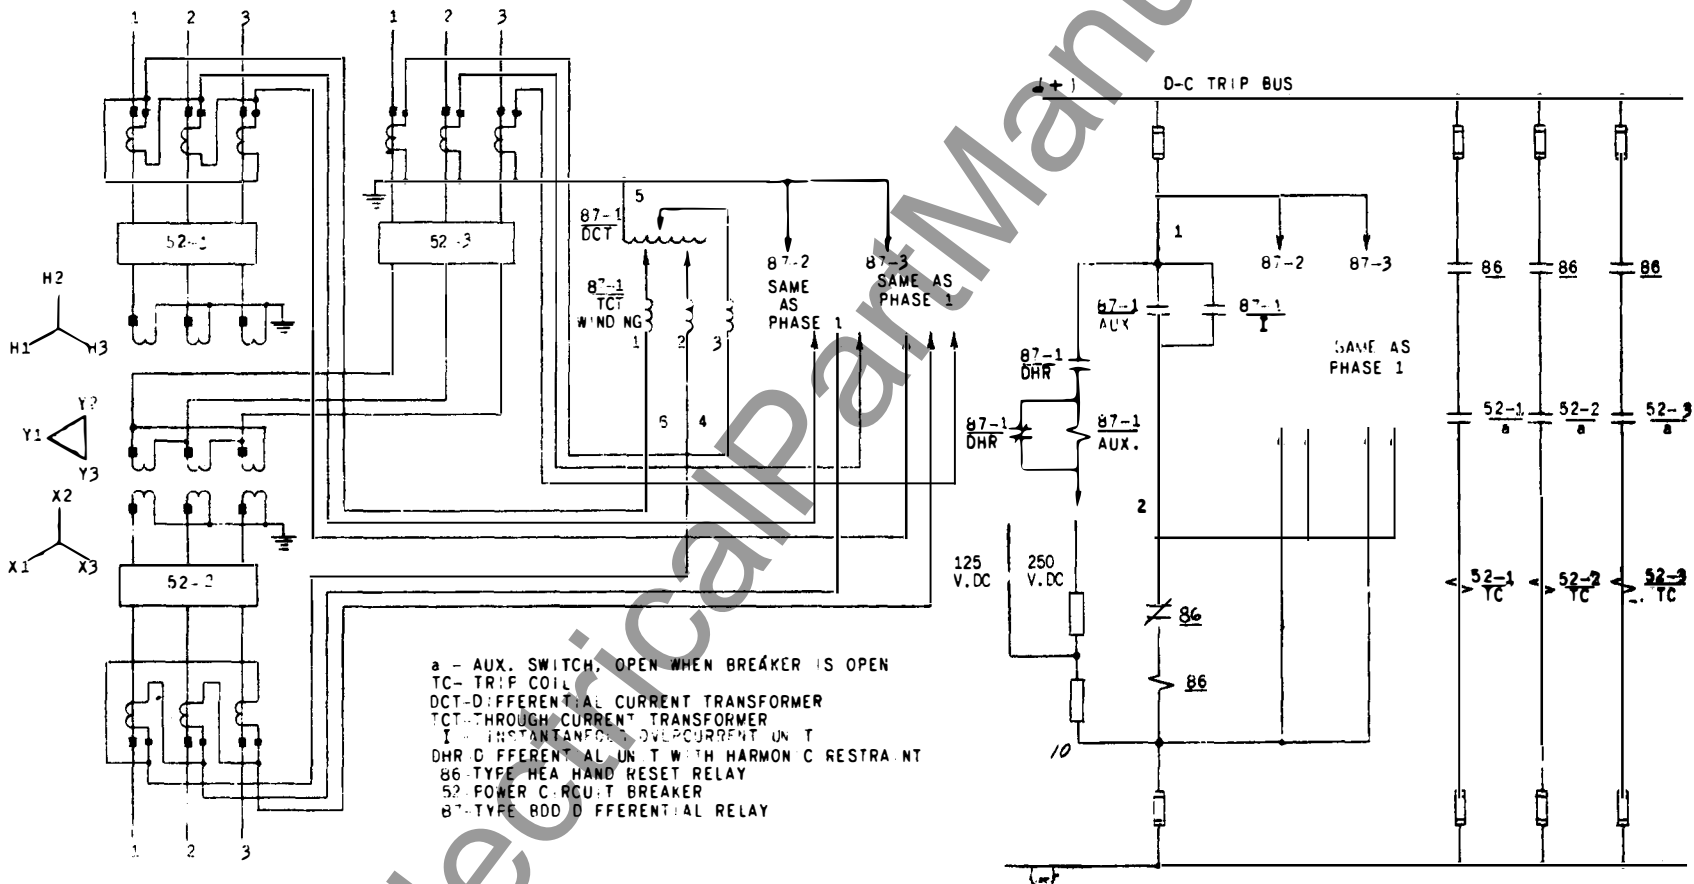 1 2 3
1 2 3
52-1
52-3
H2
H1
H3
Y2
Y1
Y3
X2
X1
X3
52-2
1 2 3
5
87-1
DCT
87-1
TCT
WINDING
1 2 3
6 4
87-2
SAME
AS
PHASE 1
87-3
SAME AS
PHASE 1
a - AUX. SWITCH, OPEN WHEN BREAKER IS OPEN
TC- TRIP COIL
DCT-DIFFERENTIAL CURRENT TRANSFORMER
TCT-THROUGH CURRENT TRANSFORMER
I - INSTANTANEOUS OVERCURRENT UNIT
DHR DIFFERENTIAL UNIT WITH HARMONIC RESTRAINT
86-TYPE HEA HAND RESET RELAY
52-POWER CIRCUIT BREAKER
87-TYPE BDD DIFFERENTIAL RELAY
(+)
D-C TRIP BUS
1
87-2
87-3
87-1
AUX
87-1
I
SAME AS
PHASE 1
87-1
DHR
87-1
DHR
87-1
AUX.
2
125
V.DC
250
V.DC
86
86
10
86
86
86
52-1
a
52-2
a
52-3
a
52-1
TC
52-2
TC
52-3
TC
ElectricalPartManu